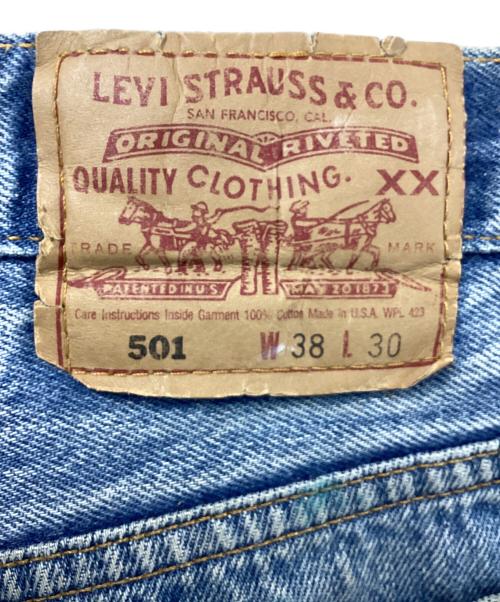 LEVI STRAUSS & CO.
SAN FRANCISCO, CAL.
ORIGINAL RIVETED
QUALITY CLOTHING. XX
TRADE MARK
PATENTED IN U.S. MAY 20 1873
Care Instructions Inside Garment 100% Cotton Made in U.S.A. WPL 423
501 W 38 L 30